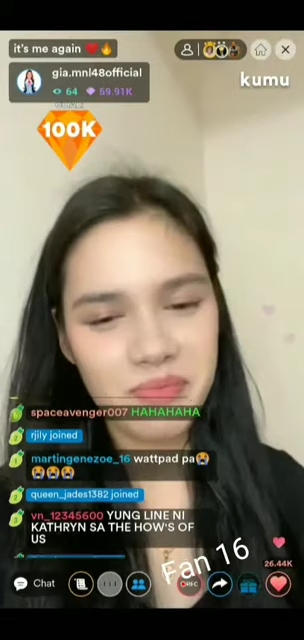 it's me again ❤️🔥
gia.mnl48official
64 59.91K
kumu
100K
spaceavenger007 HAHAHAHA
rjily joined
martingenezoe_16 wattpad pa😭
😭😭😭
queen_jades1382 joined
vn_12345600 YUNG LINE NI
KATHRYN SA THE HOW'S OF
US
Fan 16
26.44K
Chat
REC